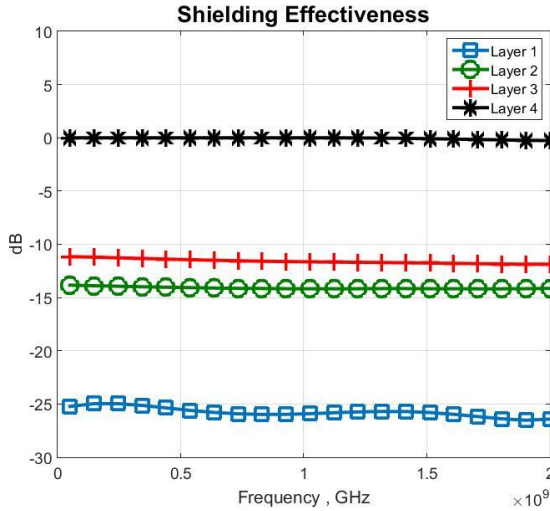 Shielding Effectiveness
10
5
0
-5
-10
-15
-20
-25
-30
dB
Layer 1
Layer 2
Layer 3
Layer 4
0 0.5 1 1.5 2
×10⁹
Frequency , GHz